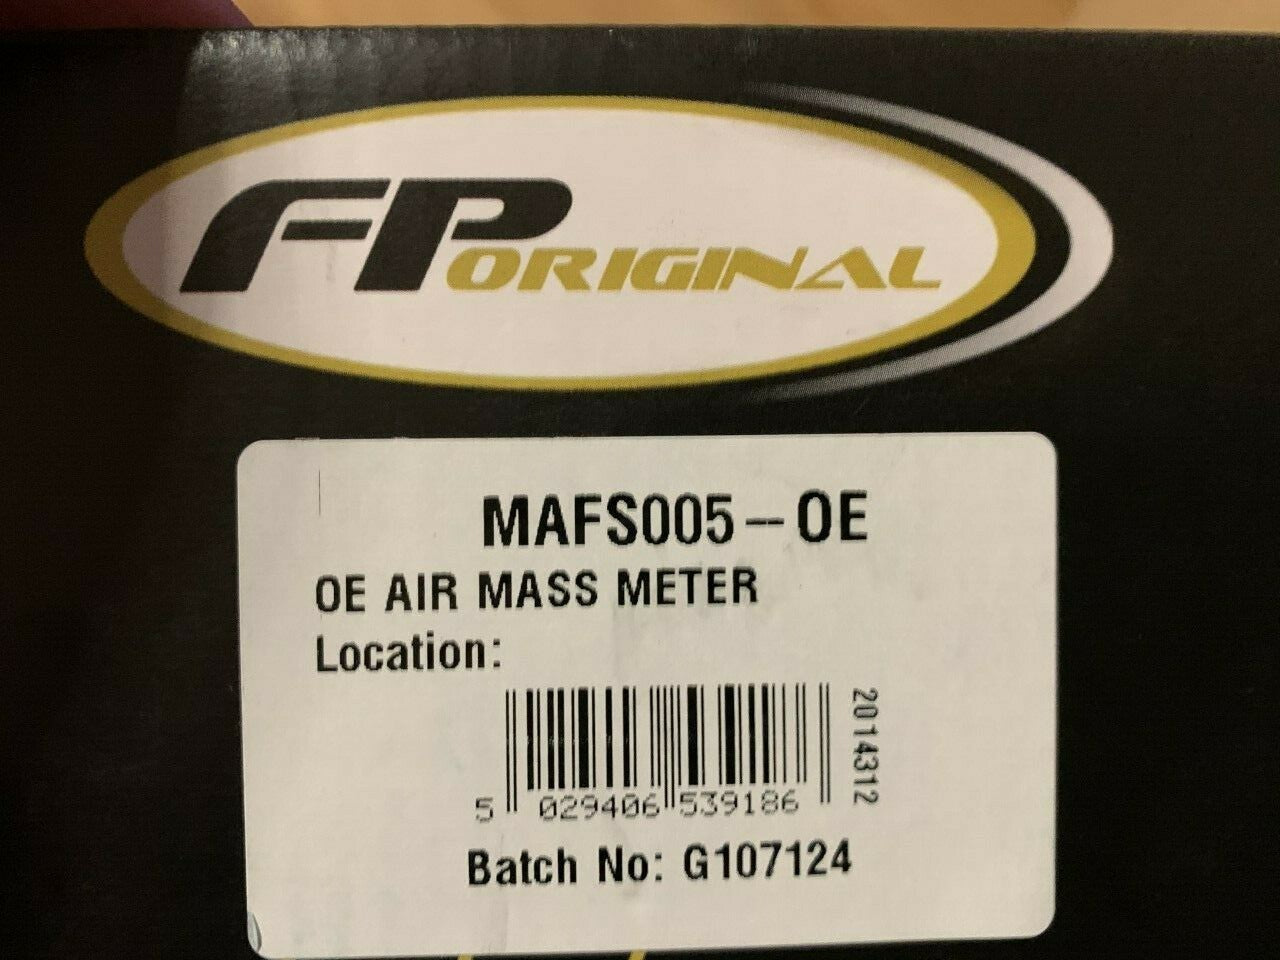 FP ORIGINAL
MAFS005-OE
OE AIR MASS METER
Location:
2014312
5 029406 539186
Batch No: G107124